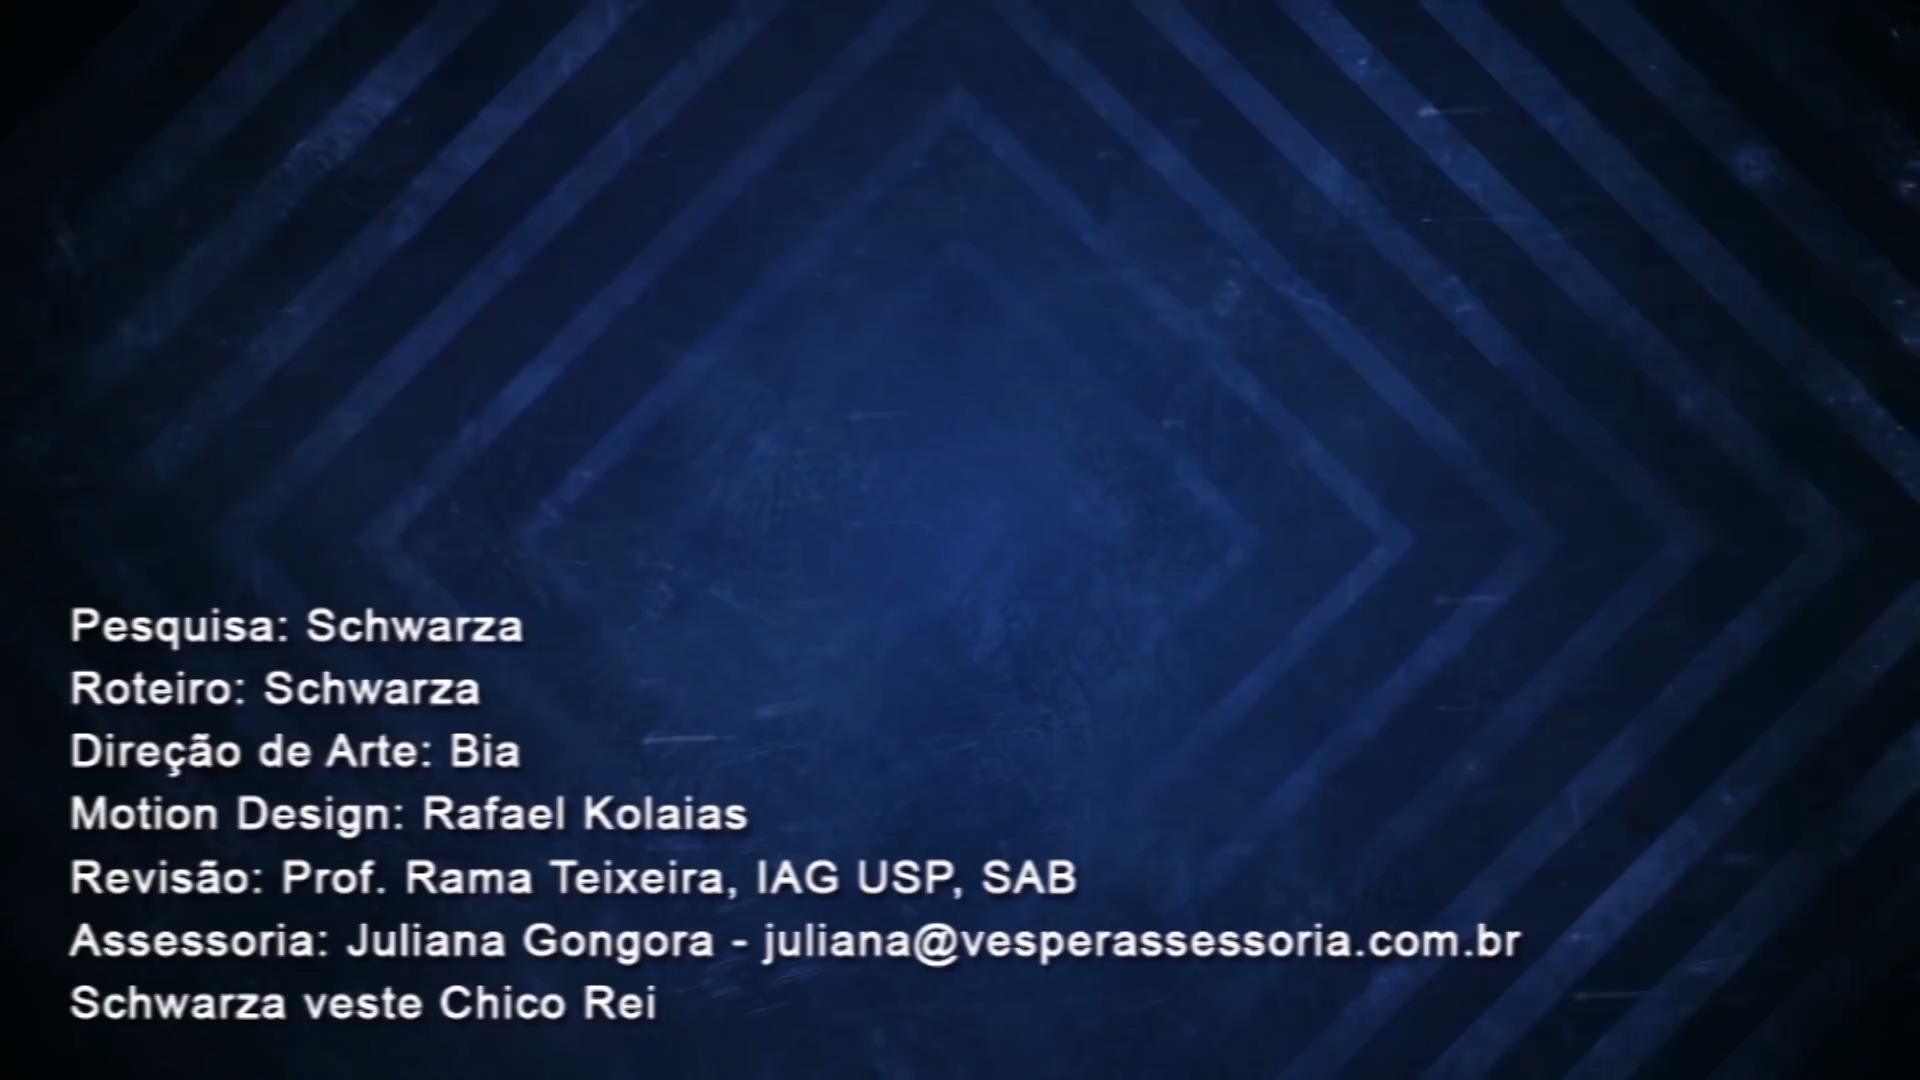 Pesquisa: Schwarza
Roteiro: Schwarza
Direção de Arte: Bia
Motion Design: Rafael Kolaias
Revisão: Prof. Rama Teixeira, IAG USP, SAB
Assessoria: Juliana Gongora - juliana@vesperassessoria.com.br
Schwarza veste Chico Rei